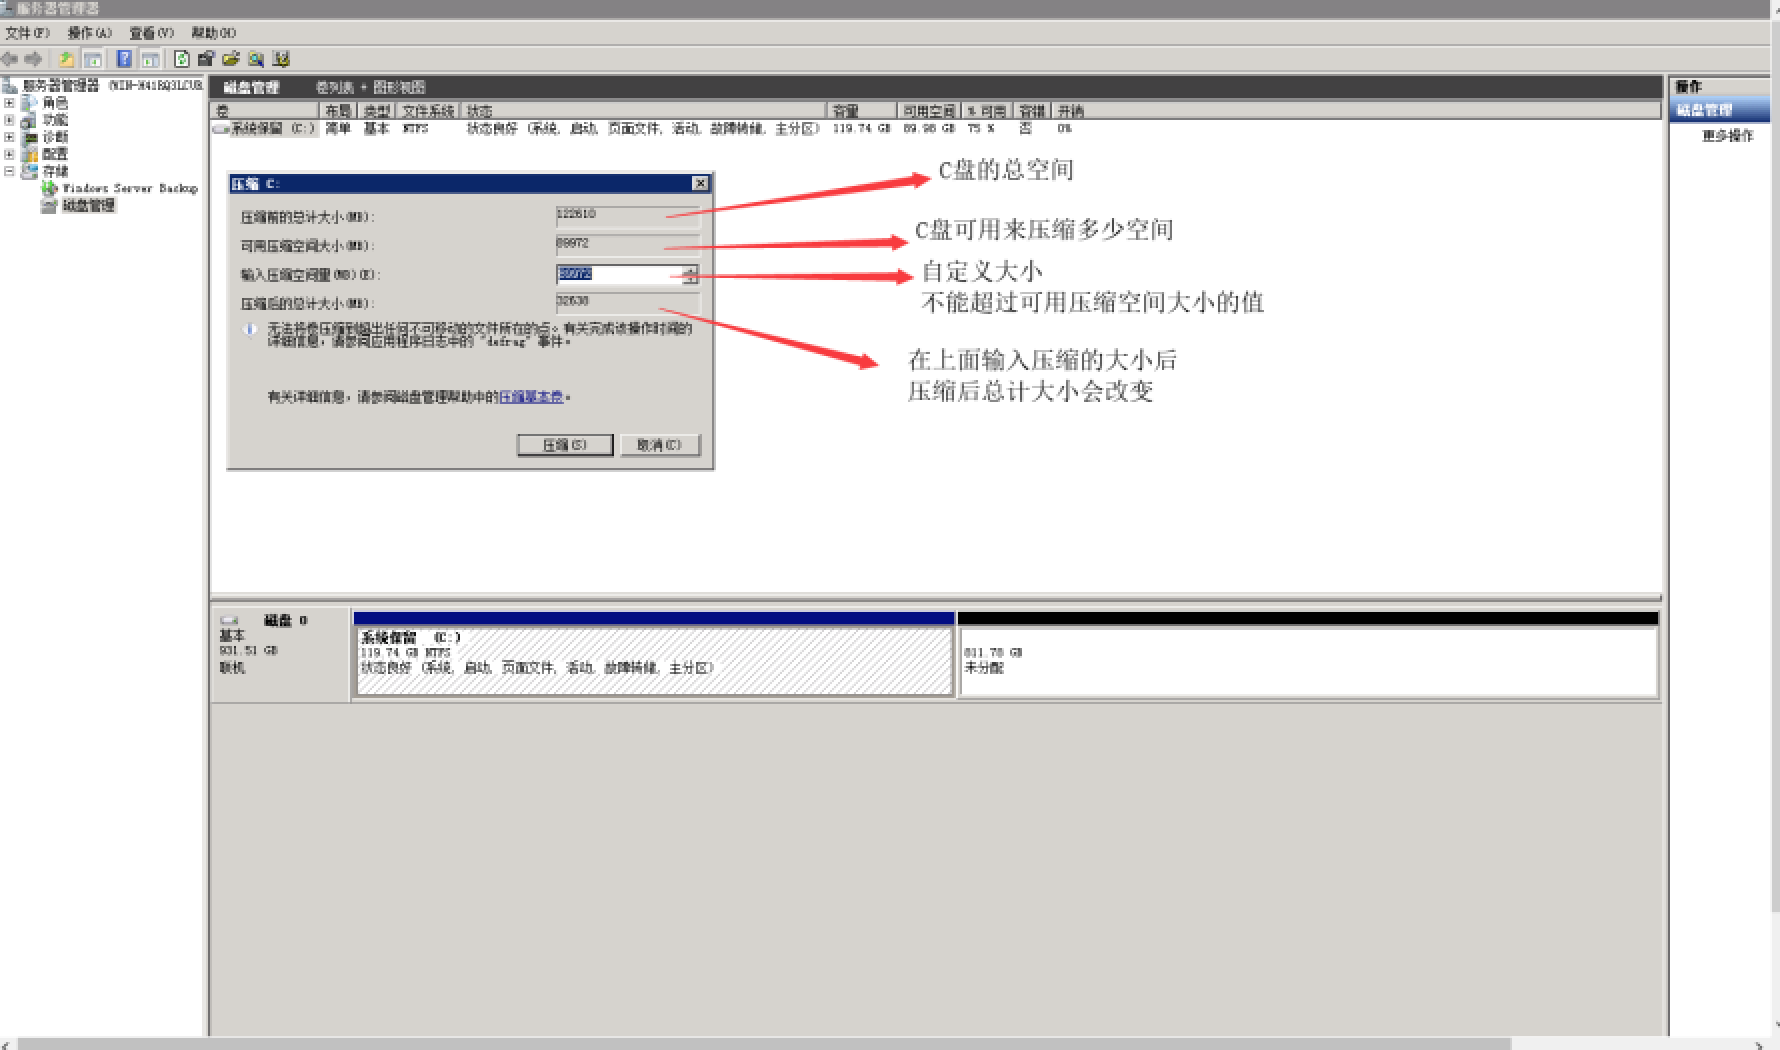 服务器管理器
文件(F) 操作(A) 查看(V) 帮助(H)
服务器管理器 (WIN-
角色
功能
诊断
配置
存储
Windows Server Backup
磁盘管理
磁盘管理 卷列表 + 图形视图
卷 布局 类型 文件系统 状态 容量 可用空间 % 可用 容错 开销
系统保留 (C:) 简单 基本 NTFS 状态良好 (系统, 启动, 页面文件, 活动, 故障转储, 主分区) 119.74 GB 89.98 GB 75 % 否 0%
压缩 C:
压缩前的总计大小(MB): 122610
可用压缩空间大小(MB): 89972
输入压缩空间量(MB)(E): 89972
压缩后的总计大小(MB): 32638
无法将卷压缩到超出任何不可移动的文件所在的点。有关完成该操作时间的
详细信息，请参阅应用程序日志中的 "defrag" 事件。
有关详细信息，请参阅磁盘管理帮助中的压缩基本卷。
压缩(S) 取消(C)
C盘的总空间
C盘可用来压缩多少空间
自定义大小
不能超过可用压缩空间大小的值
在上面输入压缩的大小后
压缩后总计大小会改变
操作
磁盘管理
更多操作
磁盘 0
基本
931.51 GB
联机
系统保留 (C:)
119.74 GB NTFS
状态良好 (系统, 启动, 页面文件, 活动, 故障转储, 主分区)
811.78 GB
未分配